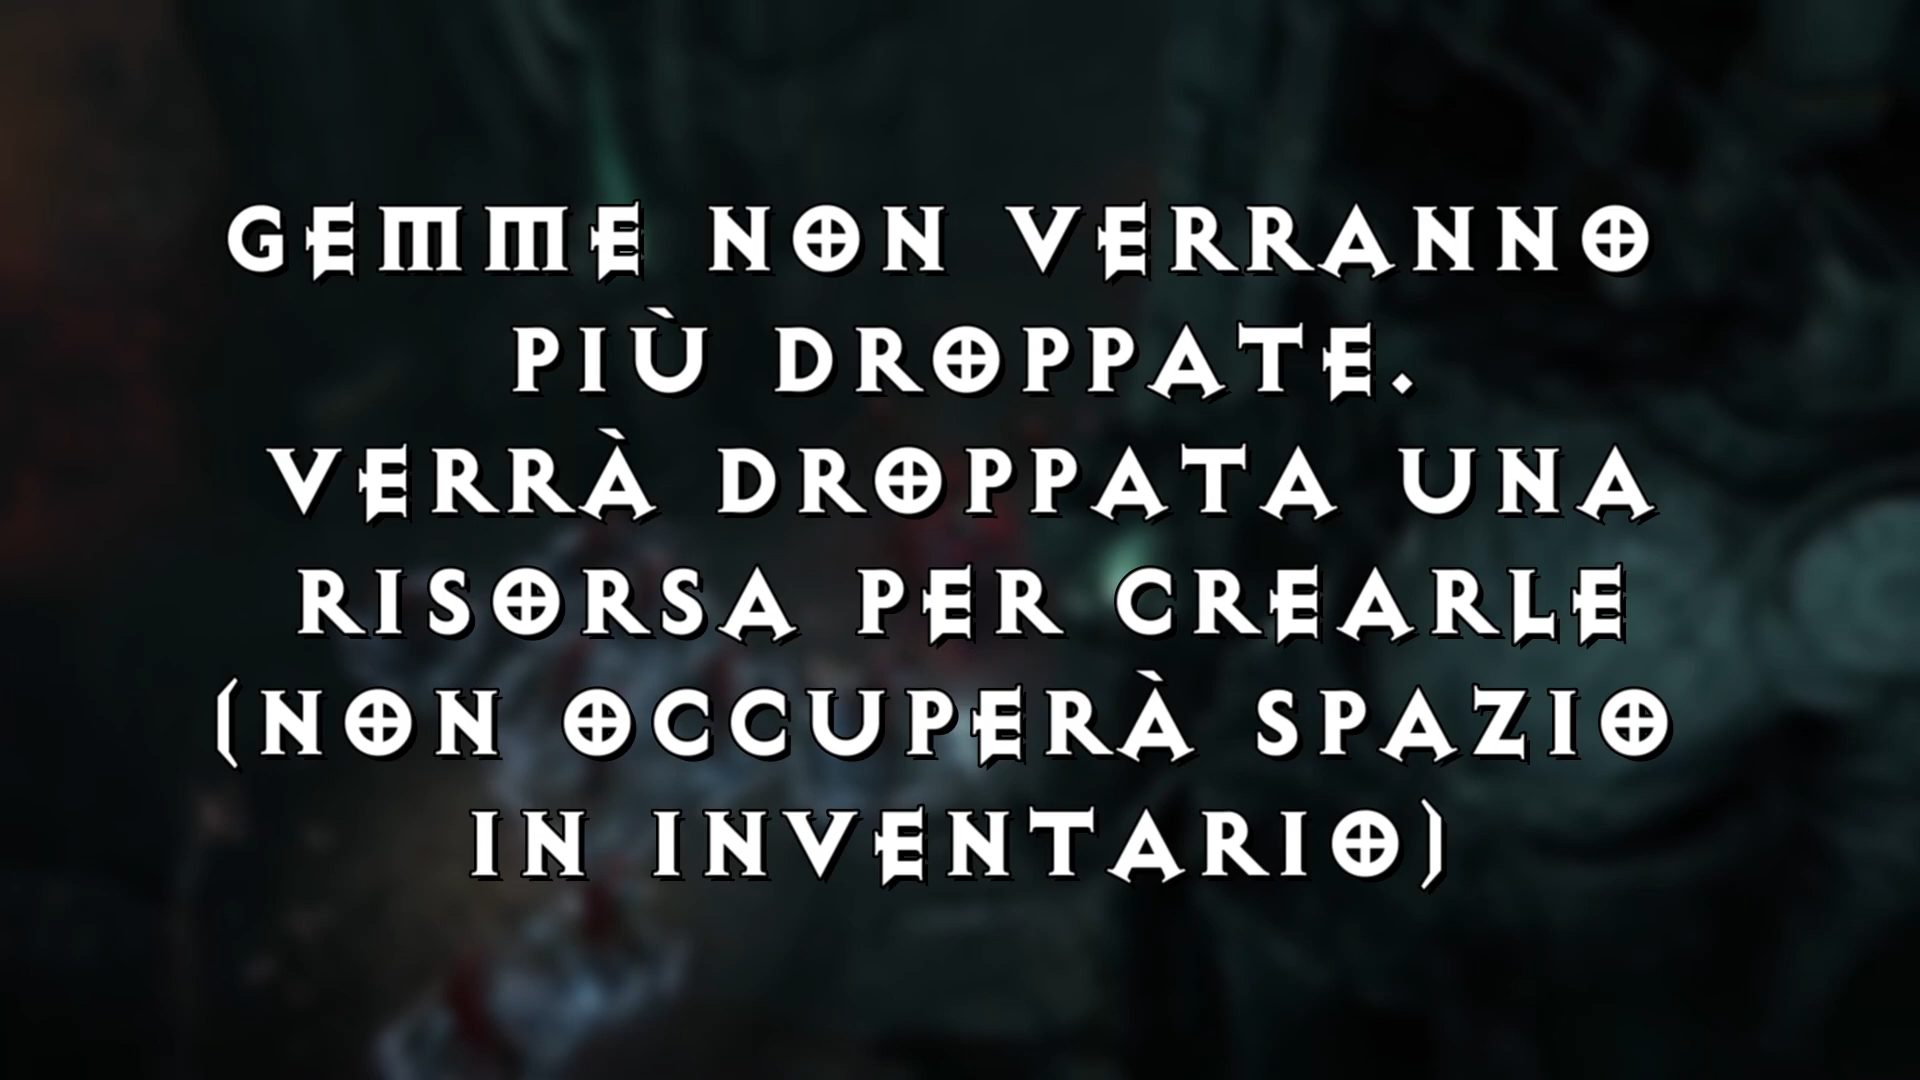 GEMME NON VERRANNO
PIÙ DROPPATE.
VERRÀ DROPPATA UNA
RISORSA PER CREARLE
(NON OCCUPERÀ SPAZIO
IN INVENTARIO)